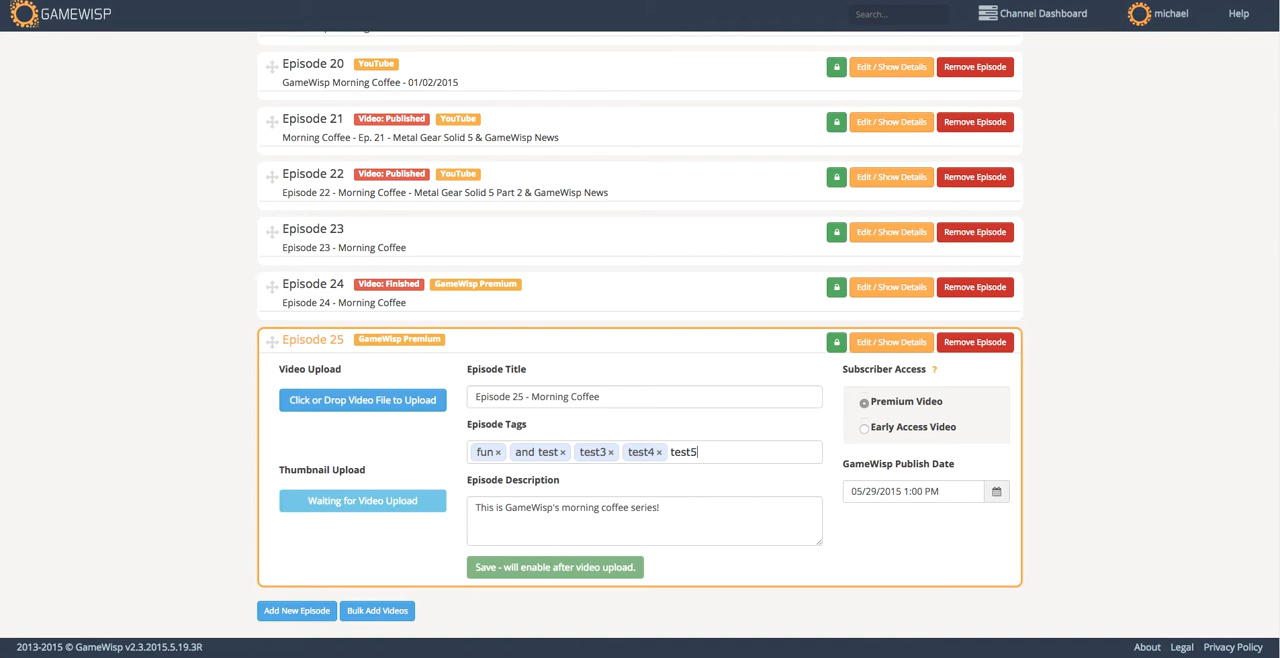 GAMEWISP
Search...
Channel Dashboard
michael
Help
Episode 20 YouTube
Edit / Show Details Remove Episode
GameWisp Morning Coffee - 01/02/2015
Episode 21 Video: Published YouTube
Edit / Show Details Remove Episode
Morning Coffee - Ep. 21 - Metal Gear Solid 5 & GameWisp News
Episode 22 Video: Published YouTube
Edit / Show Details Remove Episode
Episode 22 - Morning Coffee - Metal Gear Solid 5 Part 2 & GameWisp News
Episode 23
Edit / Show Details Remove Episode
Episode 23 - Morning Coffee
Episode 24 Video: Finished GameWisp Premium
Edit / Show Details Remove Episode
Episode 24 - Morning Coffee
Episode 25 GameWisp Premium
Edit / Show Details Remove Episode
Video Upload
Click or Drop Video File to Upload
Thumbnail Upload
Waiting for Video Upload
Episode Title
Episode 25 - Morning Coffee
Episode Tags
fun × and test × test3 × test4 × test5
Episode Description
This is GameWisp's morning coffee series!
Save - will enable after video upload.
Subscriber Access ?
Premium Video
Early Access Video
GameWisp Publish Date
05/29/2015 1:00 PM
Add New Episode Bulk Add Videos
2013-2015 © GameWisp v2.3.2015.5.19.3R
About Legal Privacy Policy